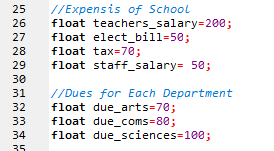 25 //Expensis of School
26 float teachers_salary=200;
27 float elect_bill=50;
28 float tax=70;
29 float staff_salary= 50;
30
31 //Dues for Each Department
32 float due_arts=70;
33 float due_coms=80;
34 float due_sciences=100;
35